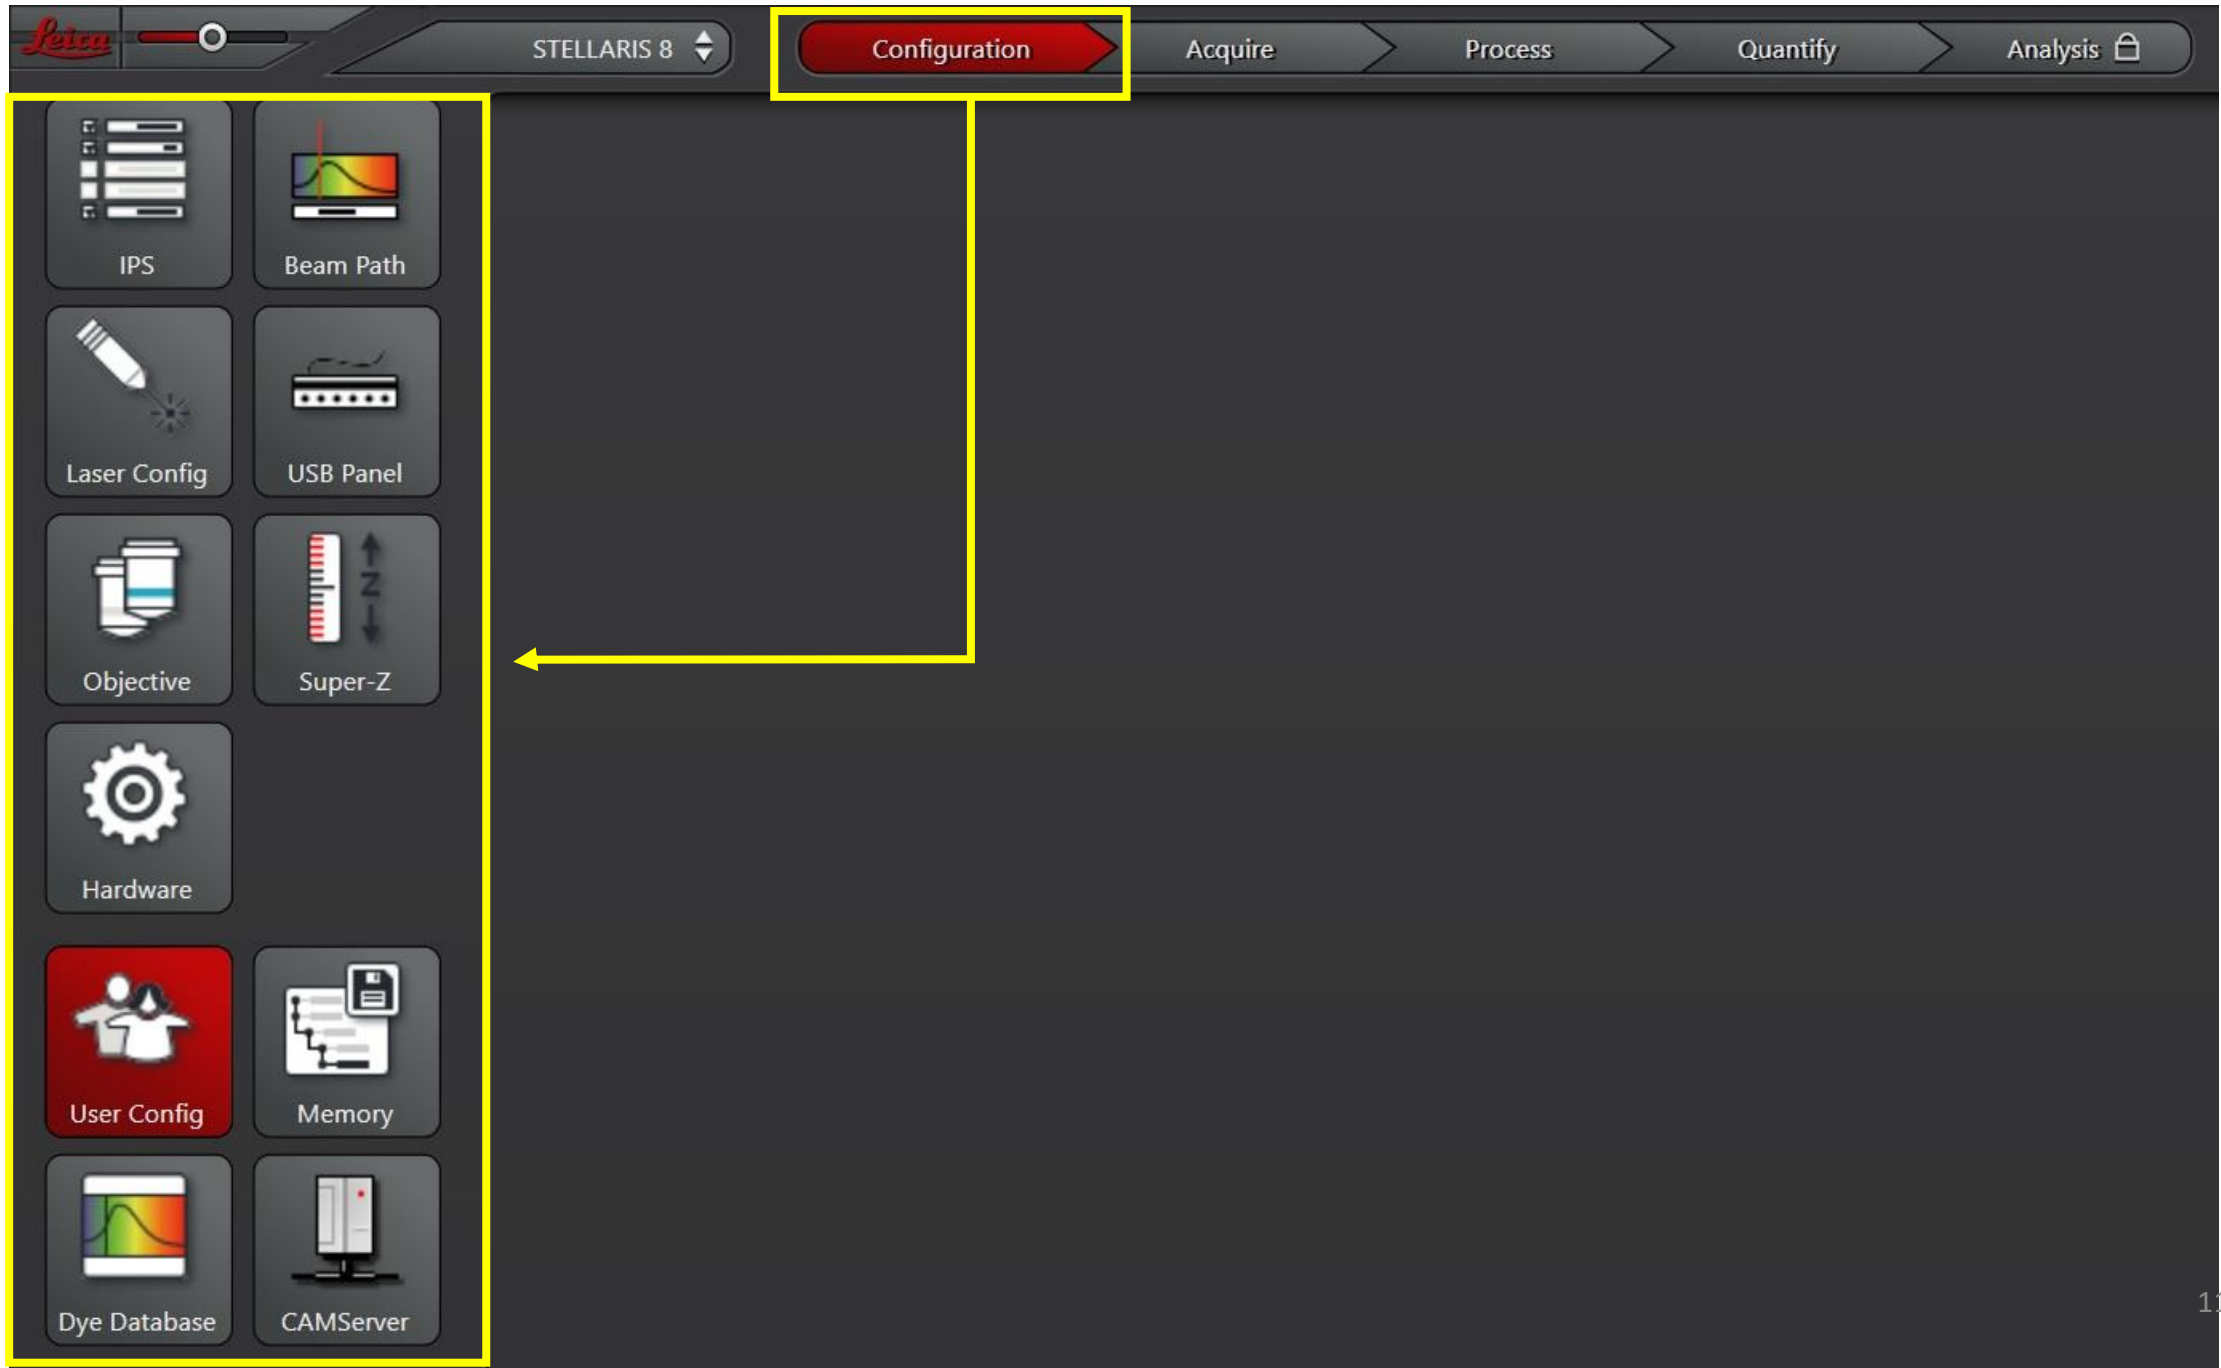 Leica
STELLARIS 8
Configuration
Acquire
Process
Quantify
Analysis
IPS
Beam Path
Laser Config
USB Panel
Objective
Z
Super-Z
Hardware
User Config
Memory
Dye Database
CAMServer